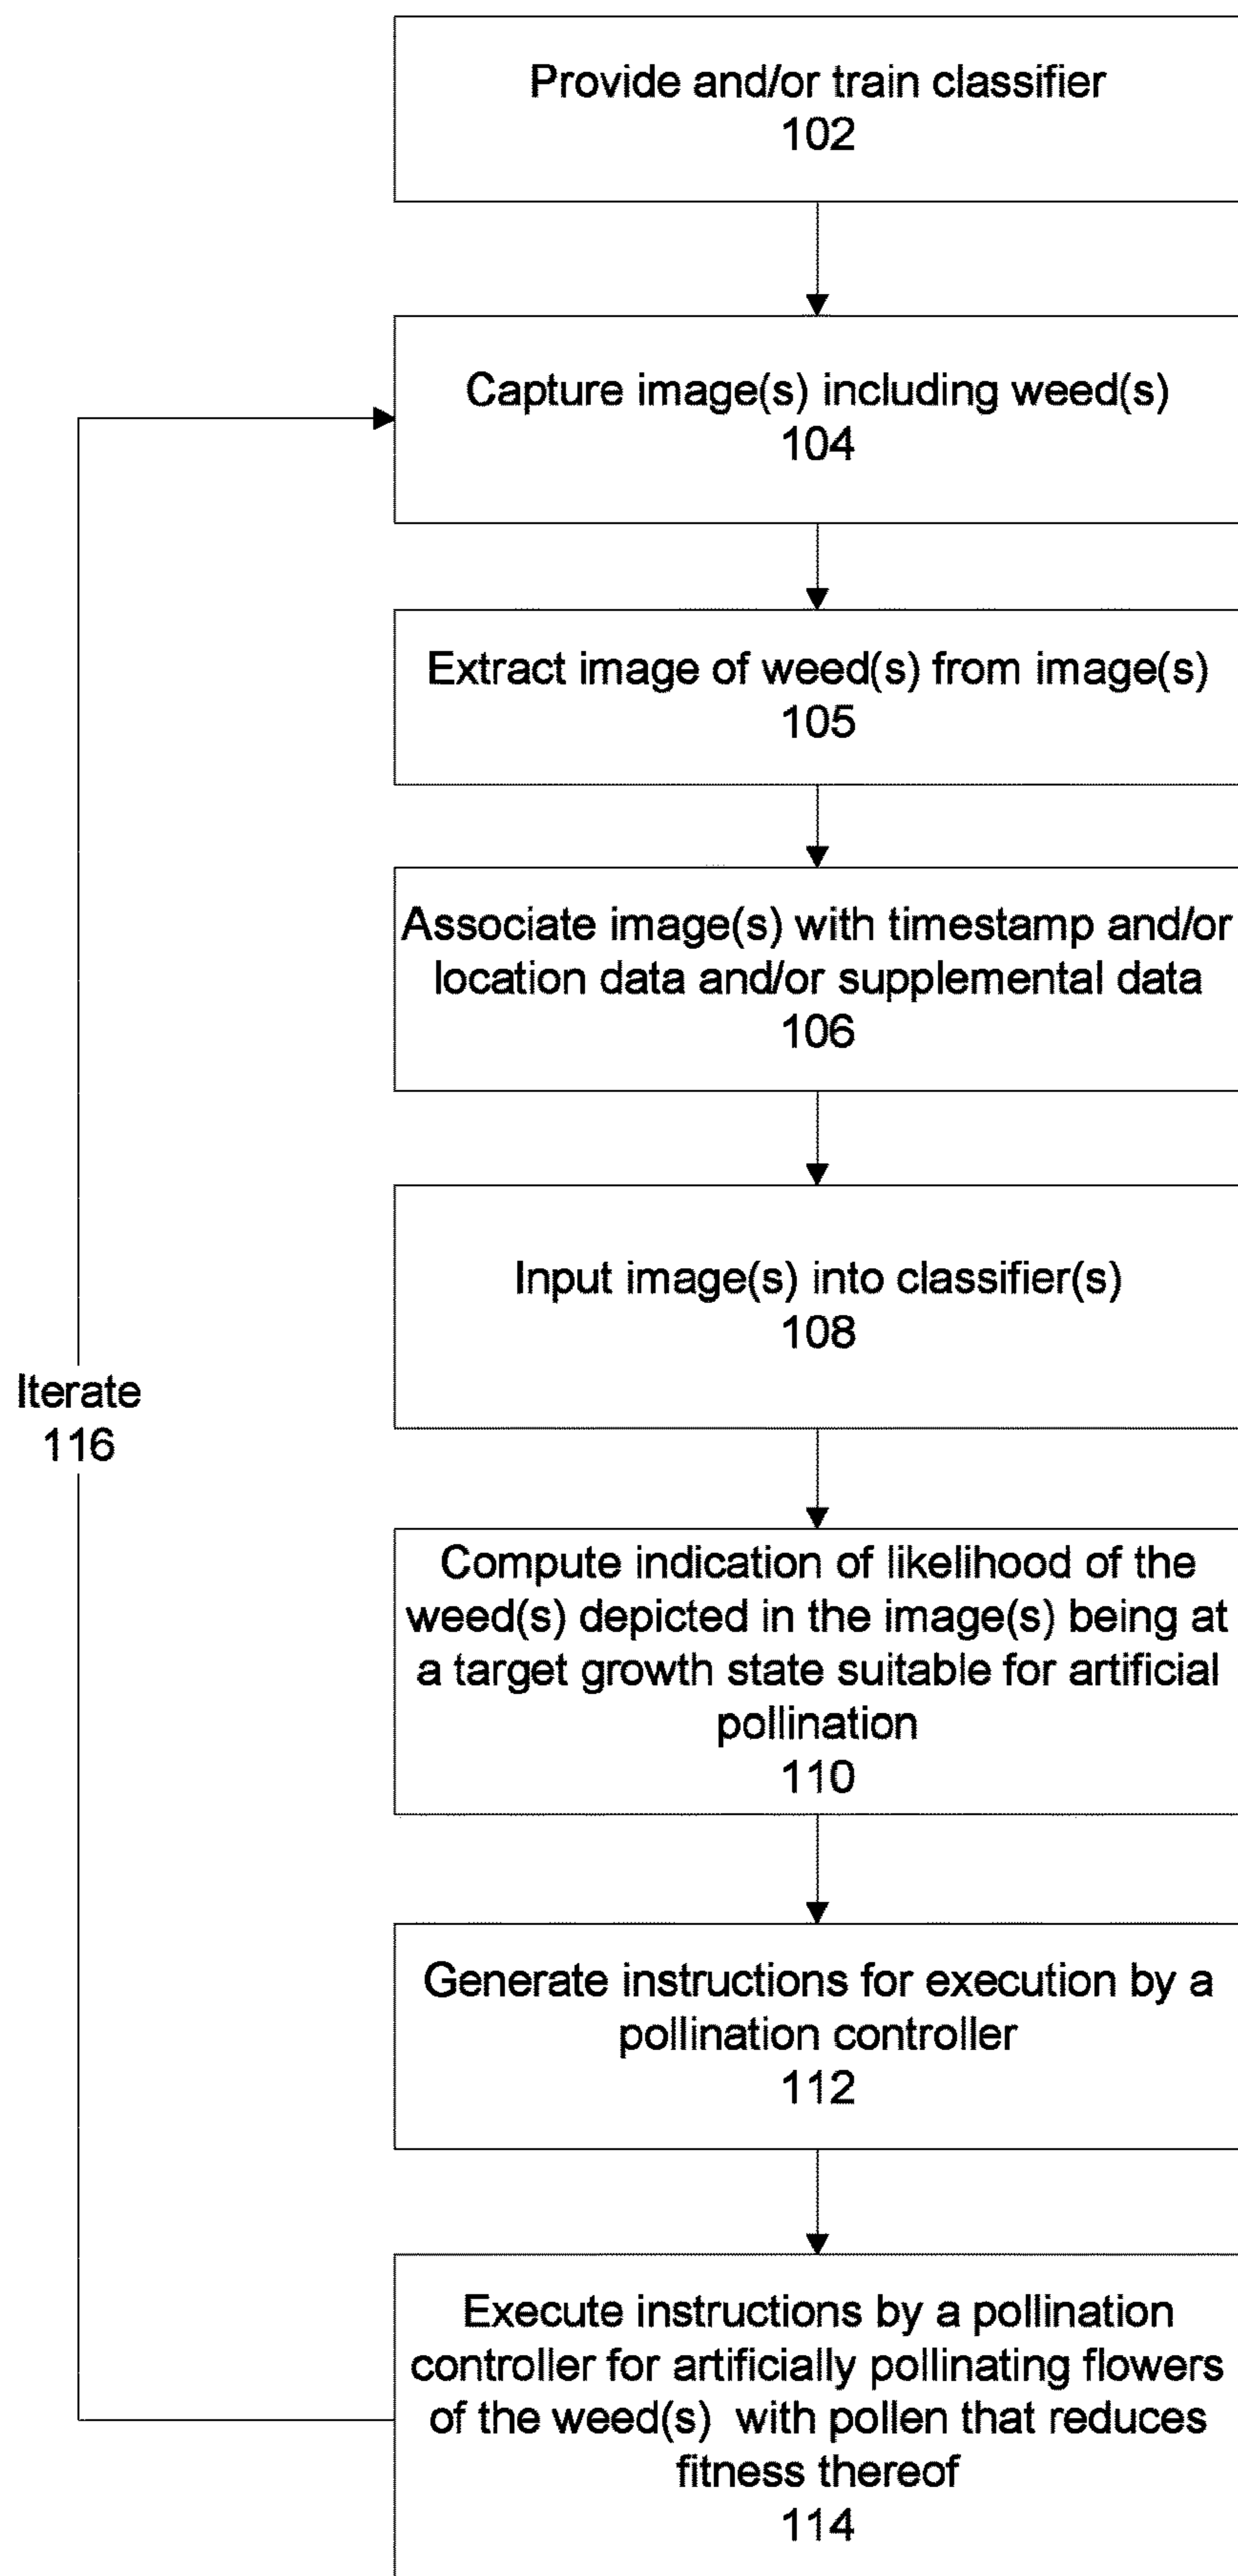 Provide and/or train classifier
102
Capture image(s) including weed(s)
104
Extract image of weed(s) from image(s)
105
Associate image(s) with timestamp and/or
location data and/or supplemental data
106
Input image(s) into classifier(s)
108
Iterate
116
Compute indication of likelihood of the
weed(s) depicted in the image(s) being at
a target growth state suitable for artificial
pollination
110
Generate instructions for execution by a
pollination controller
112
Execute instructions by a pollination
controller for artificially pollinating flowers
of the weed(s) with pollen that reduces
fitness thereof
114